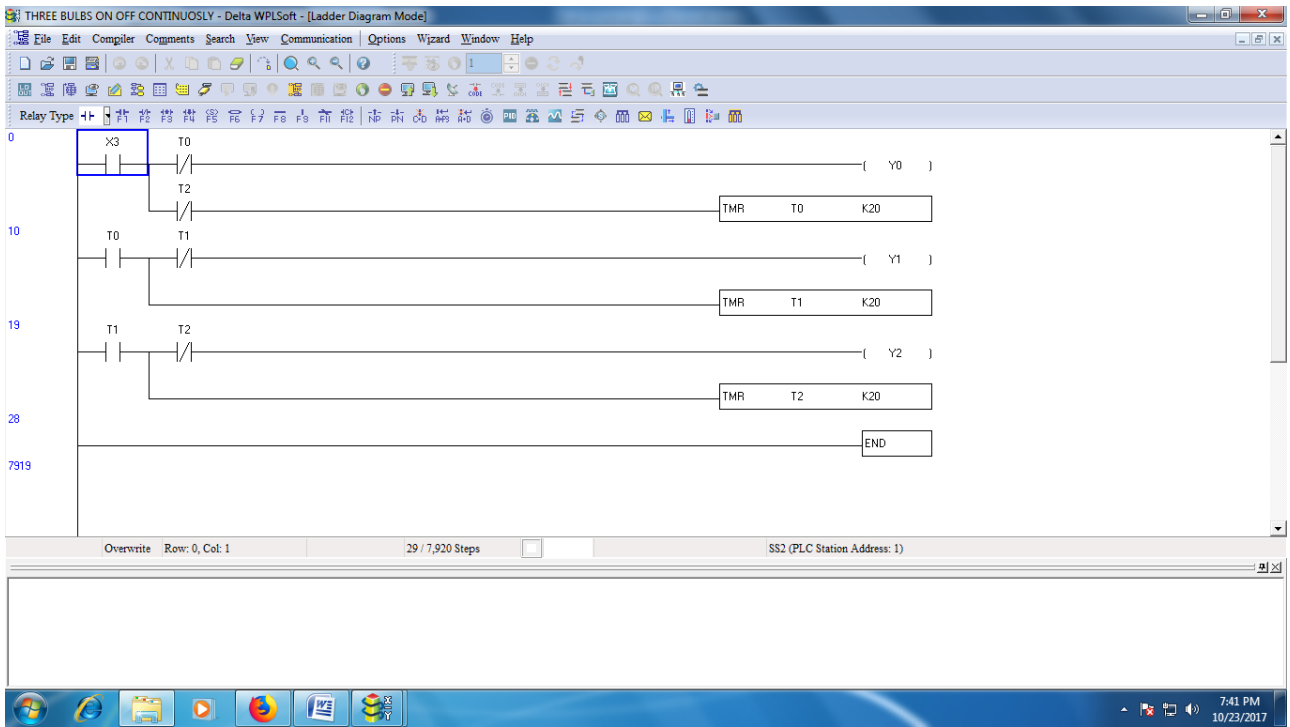 THREE BULBS ON OFF CONTINUOSLY - Delta WPLSoft - [Ladder Diagram Mode]
File Edit Compiler Comments Search View Communication Options Wizard Window Help
1
Relay Type
0
X3 T0
( Y0 )
T2
TMR T0 K20
10
T0 T1
( Y1 )
TMR T1 K20
19
T1 T2
( Y2 )
TMR T2 K20
28
END
7919
Overwrite Row: 0, Col: 1 29 / 7,920 Steps SS2 (PLC Station Address: 1)
7:41 PM
10/23/2017